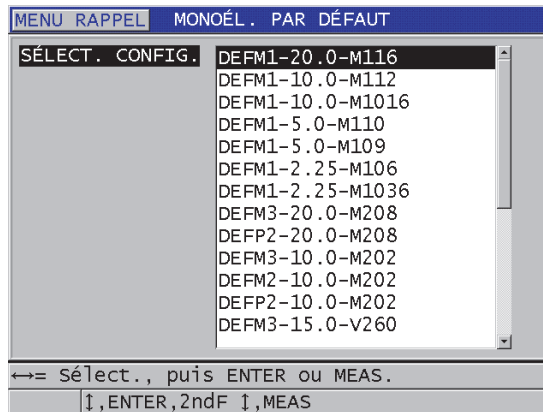 MENU RAPPEL MONOÉL. PAR DÉFAUT
SÉLECT. CONFIG. DEFM1-20.0-M116
DEFM1-10.0-M112
DEFM1-10.0-M1016
DEFM1-5.0-M110
DEFM1-5.0-M109
DEFM1-2.25-M106
DEFM1-2.25-M1036
DEFM3-20.0-M208
DEFP2-20.0-M208
DEFM3-10.0-M202
DEFM2-10.0-M202
DEFP2-10.0-M202
DEFM3-15.0-V260
↔= Sélect., puis ENTER ou MEAS.
↕,ENTER,2ndF ↕,MEAS